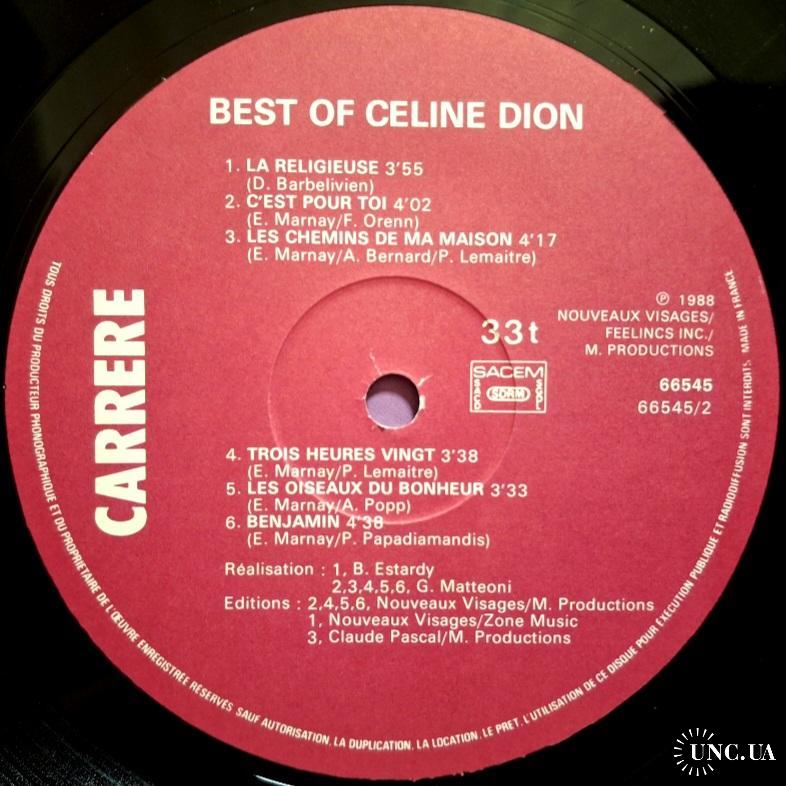 BEST OF CELINE DION
1. LA RELIGIEUSE 3'55
(D. Barbelivien)
2. C'EST POUR TOI 4'02
(E. Marnay/F. Orenn)
3. LES CHEMINS DE MA MAISON 4'17
(E. Marnay/A. Bernard/P. Lemaitre)
CARRERE
33t
SACEM
SACD
SDRM
SGDL
℗ 1988
NOUVEAUX VISAGES/
FEELINCS INC./
M. PRODUCTIONS
66545
66545/2
4. TROIS HEURES VINGT 3'38
(E. Marnay/P. Lemaitre)
5. LES OISEAUX DU BONHEUR 3'33
(E. Marnay/A. Popp)
6. BENJAMIN 4'38
(E. Marnay/P. Papadiamandis)
Réalisation : 1, B. Estardy
2,3,4,5,6, G. Matteoni
Editions : 2,4,5,6, Nouveaux Visages/M. Productions
1, Nouveaux Visages/Zone Music
3, Claude Pascal/M. Productions
TOUS DROITS DU PRODUCTEUR PHONOGRAPHIQUE ET DU PROPRIETAIRE DE L'ŒUVRE ENREGISTRÉE RÉSERVÉS SAUF AUTORISATION, LA DUPLICATION, LA LOCATION, LE PRET, L'UTILISATION DE CE DISQUE POUR EXECUTION PUBLIQUE ET RADIODIFFUSION SONT INTERDITS. MADE IN FRANCE
UNC.UA